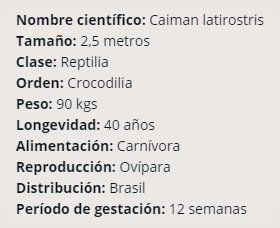 Nombre científico: Caiman latirostris
Tamaño: 2,5 metros
Clase: Reptilia
Orden: Crocodilia
Peso: 90 kgs
Longevidad: 40 años
Alimentación: Carnívora
Reproducción: Ovípara
Distribución: Brasil
Período de gestación: 12 semanas